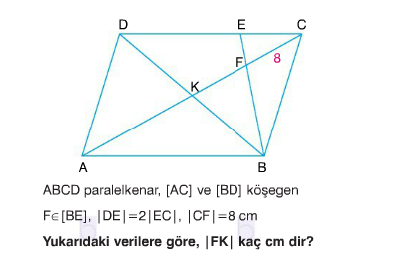 D E C
F 8
K
A B
ABCD paralelkenar, [AC] ve [BD] köşegen
F∈[BE], |DE|=2|EC|, |CF|=8 cm
Yukarıdaki verilere göre, |FK| kaç cm dir?